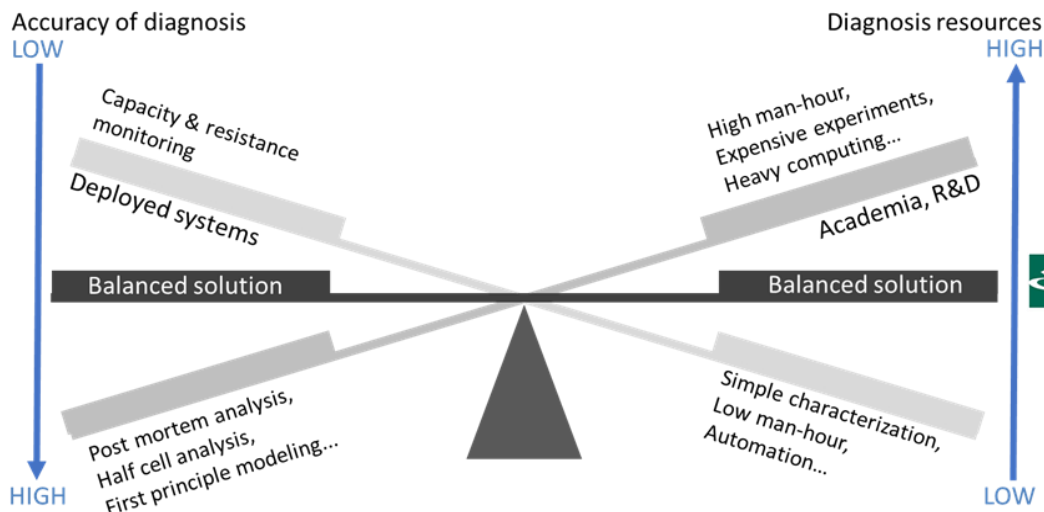 Accuracy of diagnosis
LOW
Diagnosis resources
HIGH
Capacity & resistance
monitoring
Deployed systems
High man-hour,
Expensive experiments,
Heavy computing...
Academia, R&D
Balanced solution
Balanced solution
Post mortem analysis,
Half cell analysis,
First principle modeling...
Simple characterization,
Low man-hour,
Automation...
HIGH
LOW